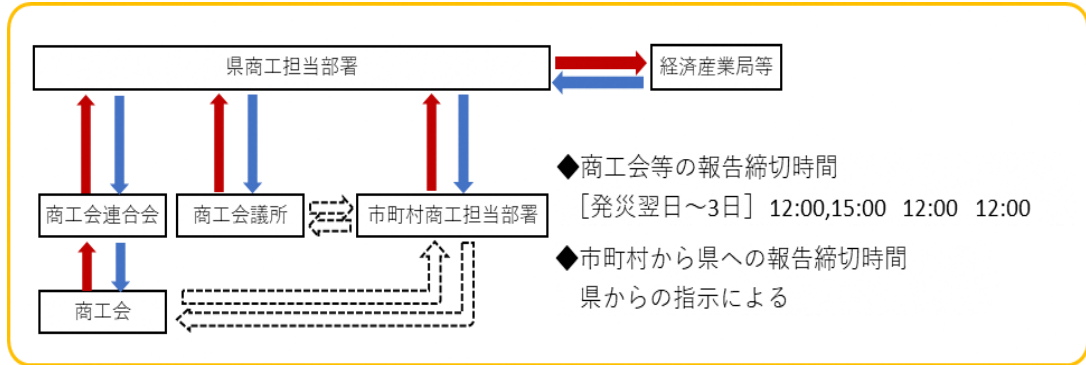 県商工担当部署
経済産業局等
商工会連合会
商工会議所
市町村商工担当部署
商工会
◆商工会等の報告締切時間
［発災翌日～3日］ 12:00,15:00 12:00 12:00
◆市町村から県への報告締切時間
県からの指示による